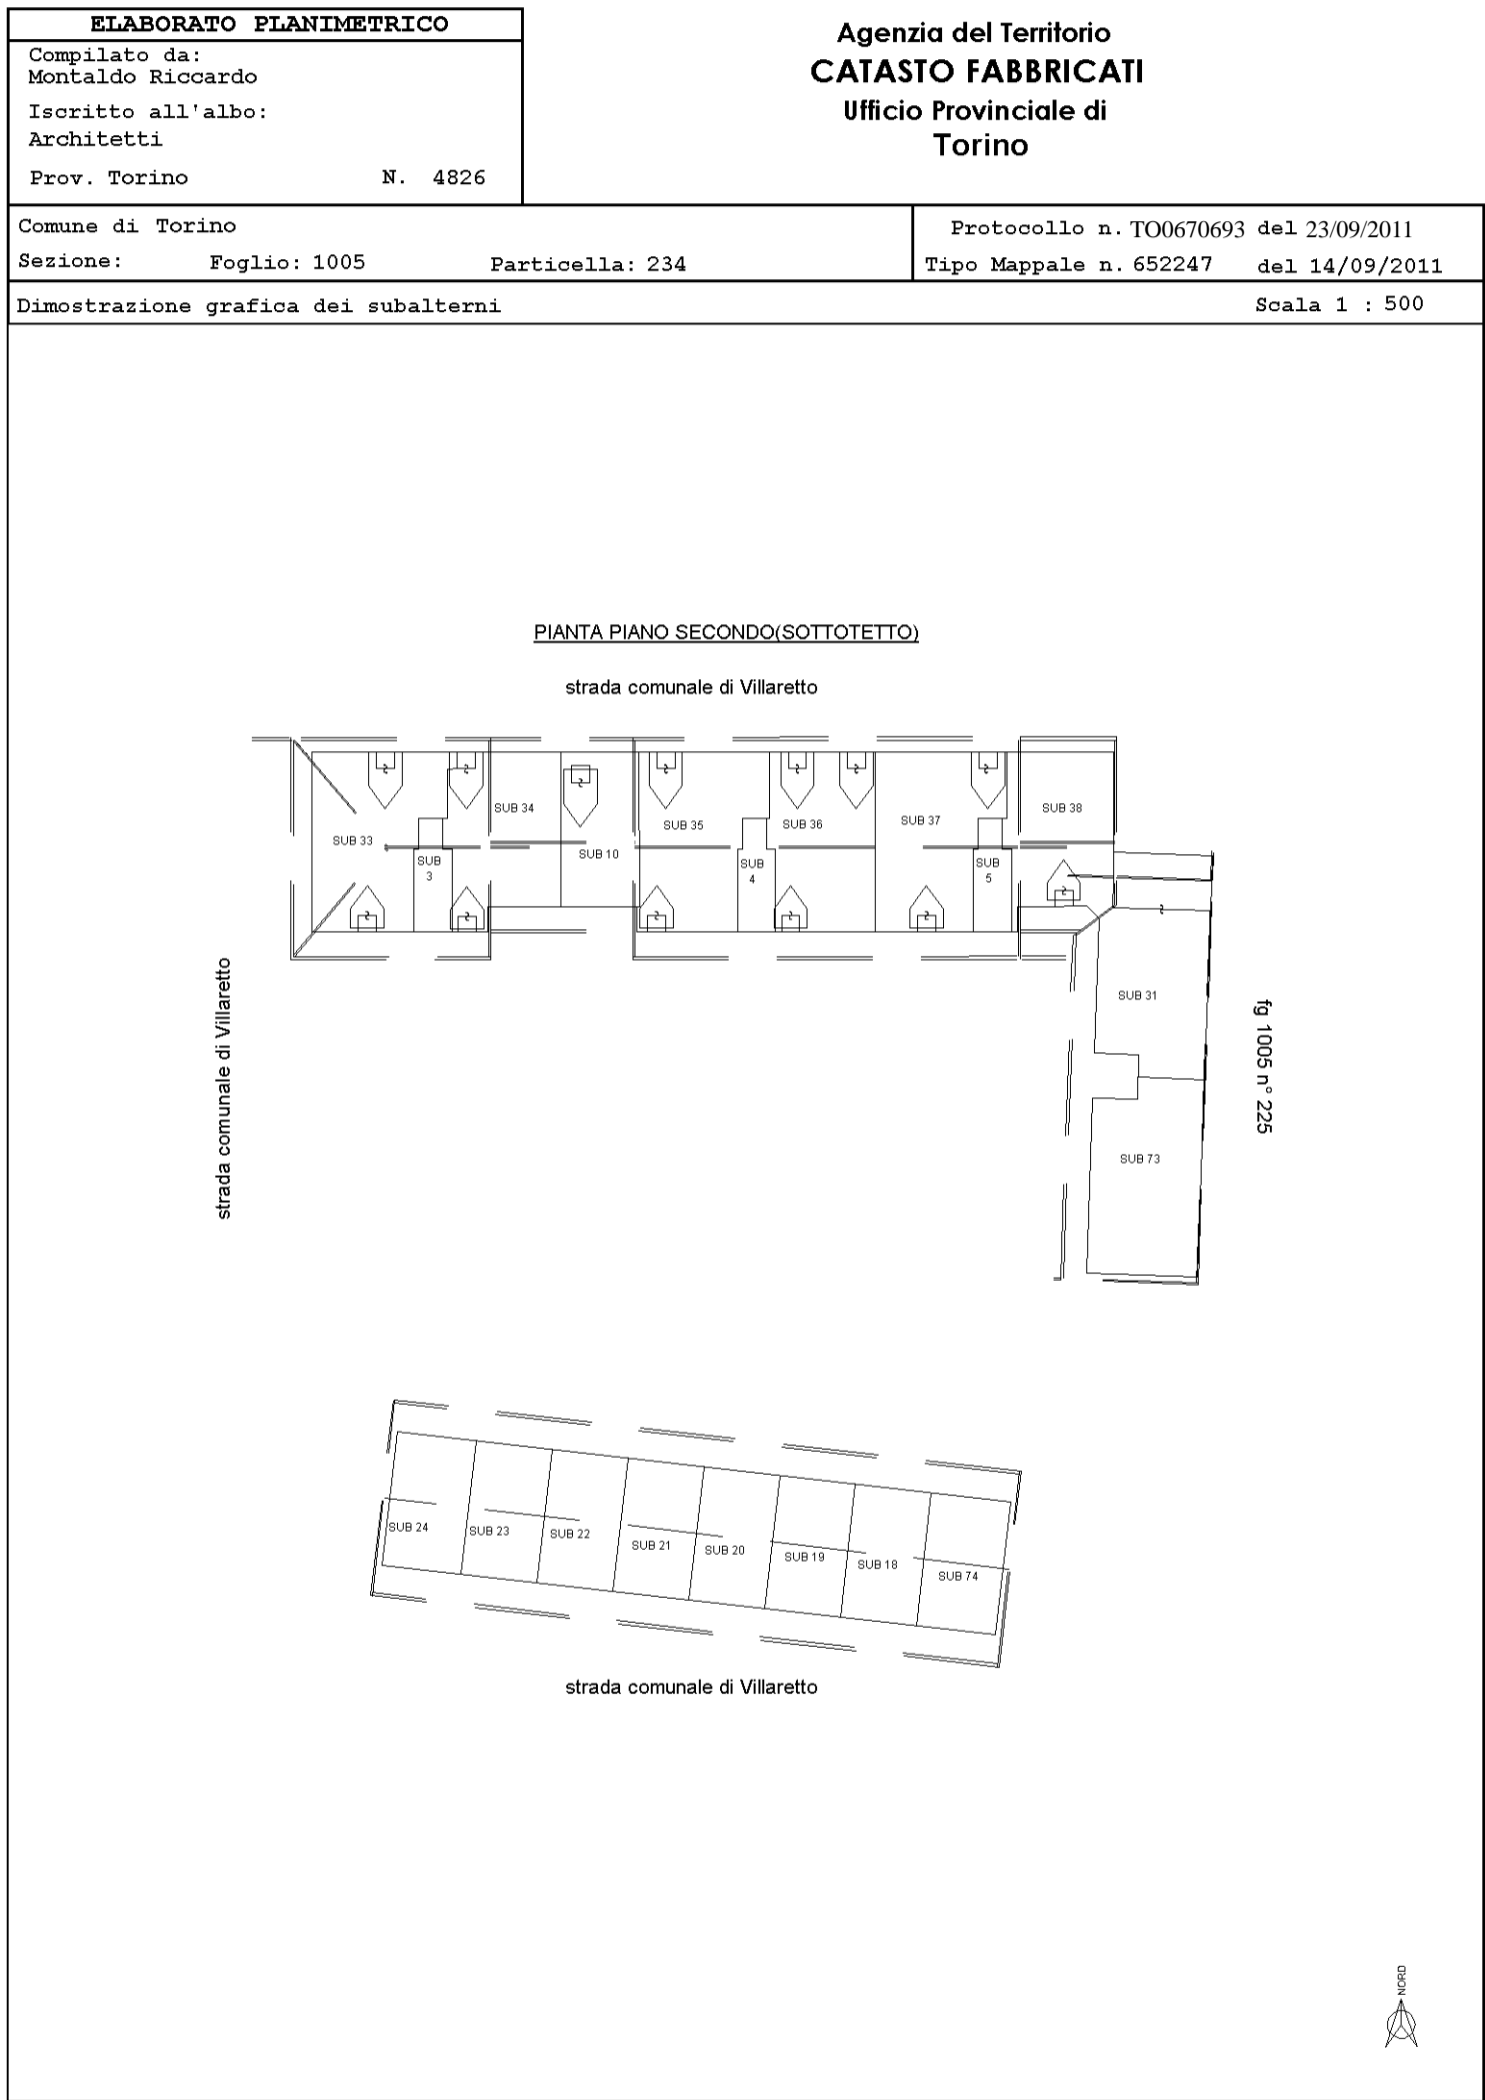 ELABORATO PLANIMETRICO
Compilato da:
Montaldo Riccardo
Iscritto all'albo:
Architetti
Prov. Torino N. 4826
Agenzia del Territorio
CATASTO FABBRICATI
Ufficio Provinciale di
Torino
Comune di Torino
Sezione: Foglio: 1005 Particella: 234
Protocollo n. TO0670693 del 23/09/2011
Tipo Mappale n. 652247 del 14/09/2011
Dimostrazione grafica dei subalterni Scala 1 : 500
PIANTA PIANO SECONDO(SOTTOTETTO)
strada comunale di Villaretto
SUB 33
SUB
3
SUB 34
SUB 10
SUB 35
SUB
4
SUB 36
SUB 37
SUB
5
SUB 38
SUB 31
SUB 73
strada comunale di Villaretto
fg 1005 n° 225
SUB 24
SUB 23
SUB 22
SUB 21
SUB 20
SUB 19
SUB 18
SUB 74
strada comunale di Villaretto
NORD